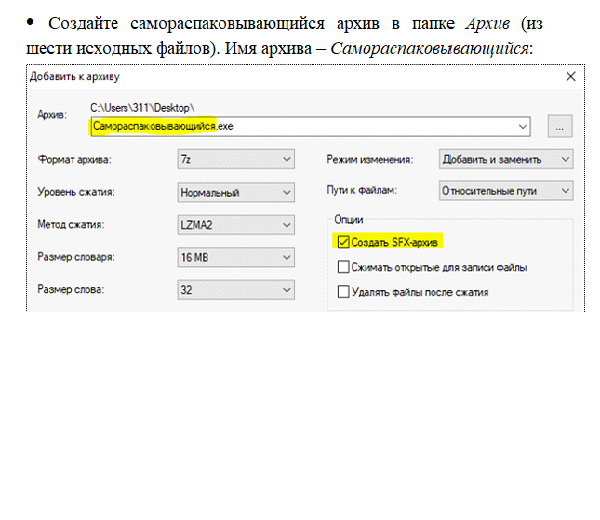 • Создайте самораспаковывающийся архив в папке Архив (из
шести исходных файлов). Имя архива – Самораспаковывающийся:
Добавить к архиву
Архив:
C:\Users\311\Desktop\
Самораспаковывающийся.exe
...
Формат архива:
7z
Режим изменения:
Добавить и заменить
Уровень сжатия:
Нормальный
Пути к файлам:
Относительные пути
Метод сжатия:
LZMA2
Опции
Создать SFX-архив
Размер словаря:
16 MB
Сжимать открытые для записи файлы
Размер слова:
32
Удалять файлы после сжатия